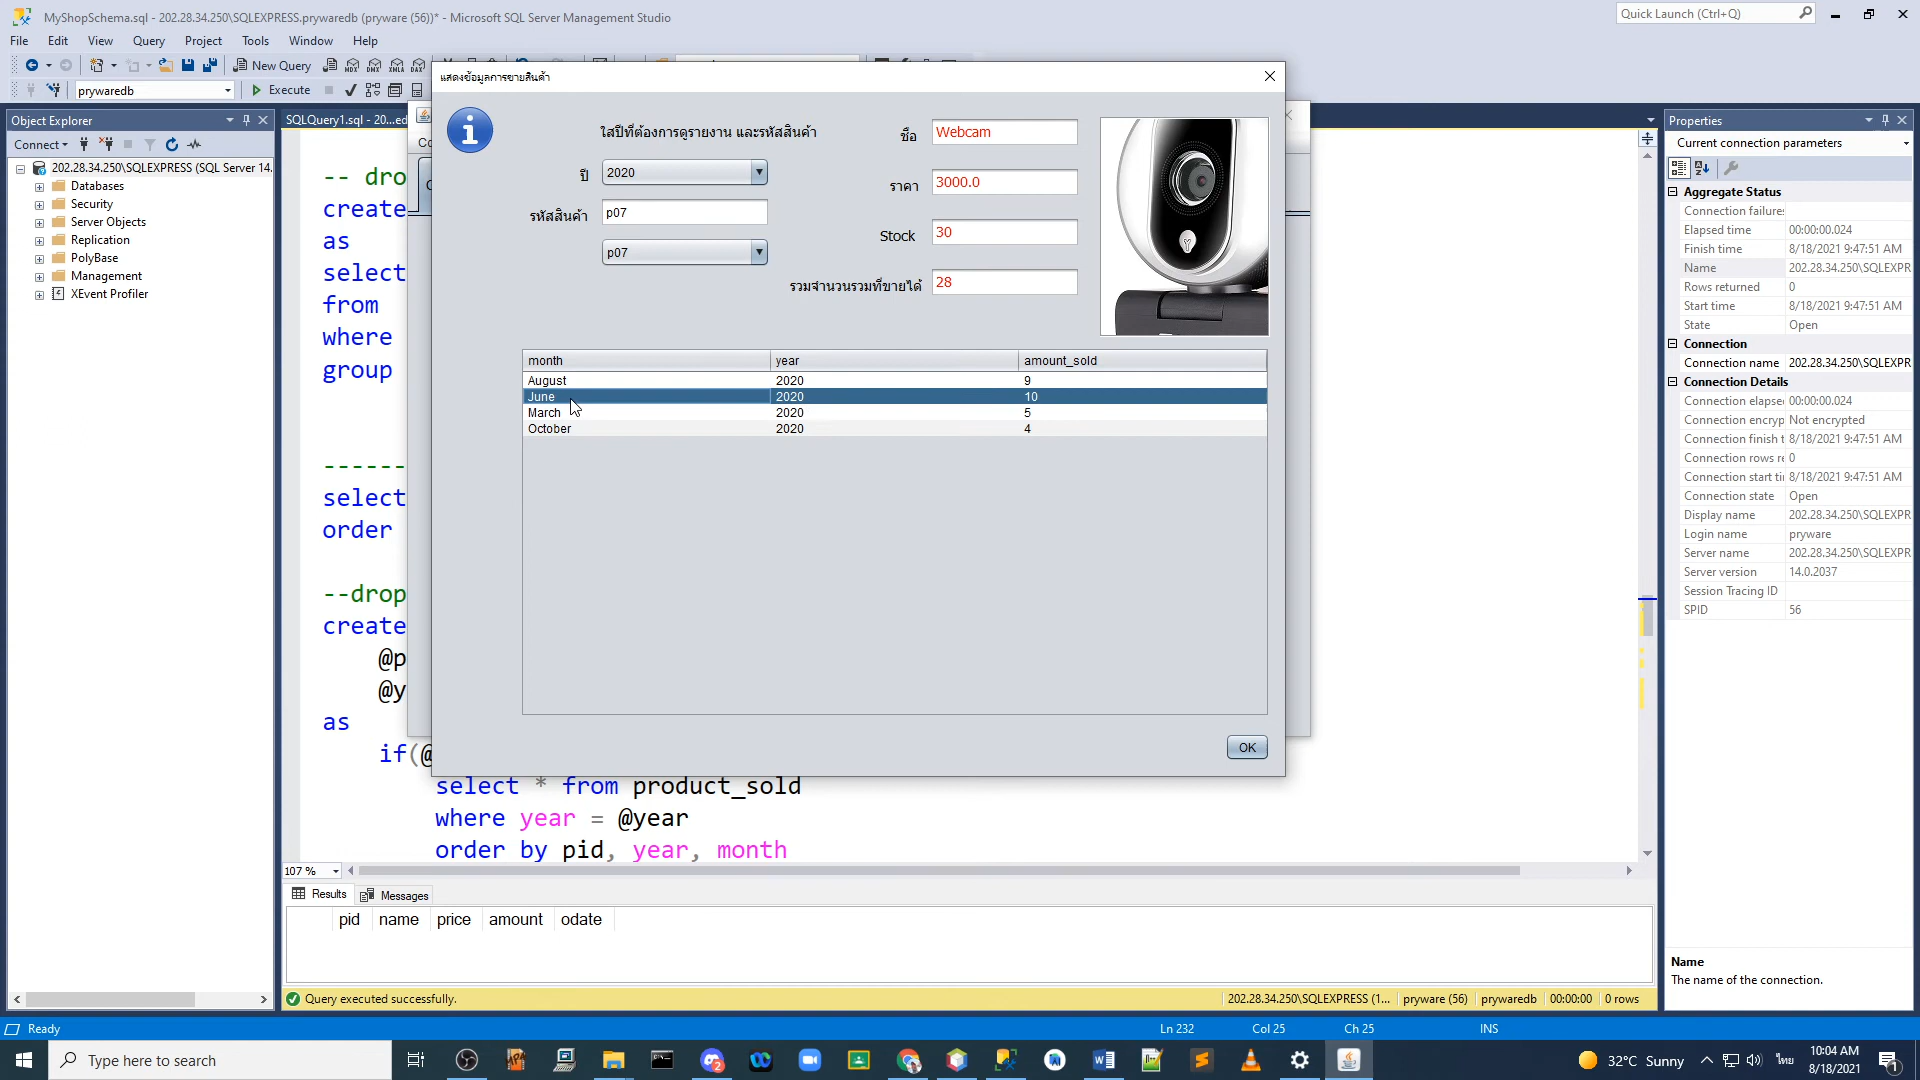 MyShopSchema.sql - 202.28.34.250\SQLEXPRESS.prywaredb (pryware (56))* - Microsoft SQL Server Management Studio
Quick Launch (Ctrl+Q)
File Edit View Query Project Tools Window Help
New Query
prywaredb
Execute
Object Explorer
Connect
202.28.34.250\SQLEXPRESS (SQL Server 14.
Databases
Security
Server Objects
Replication
PolyBase
Management
XEvent Profiler
SQLQuery1.sql - 20...ed
-- dro
create
as
select
from
where
group
-------
select
order
--drop
create
@p
@y
as
if(@
select * from product_sold
where year = @year
order by pid, year, month
แสดงข้อมูลการขายสินค้า
ใส่ปีที่ต้องการดูรายงาน และรหัสสินค้า
ปี 2020
รหัสสินค้า p07
p07
ชื่อ Webcam
ราคา 3000.0
Stock 30
รวมจำนวนรวมที่ขายได้ 28
month year amount_sold
August 2020 9
June 2020 10
March 2020 5
October 2020 4
OK
107 %
Results Messages
pid name price amount odate
Query executed successfully.
202.28.34.250\SQLEXPRESS (1... pryware (56) prywaredb 00:00:00 0 rows
Properties
Current connection parameters
Aggregate Status
Connection failures
Elapsed time 00:00:00.024
Finish time 8/18/2021 9:47:51 AM
Name 202.28.34.250\SQLEXPR
Rows returned 0
Start time 8/18/2021 9:47:51 AM
State Open
Connection
Connection name 202.28.34.250\SQLEXPR
Connection Details
Connection elapse 00:00:00.024
Connection encryp Not encrypted
Connection finish t 8/18/2021 9:47:51 AM
Connection rows re 0
Connection start ti 8/18/2021 9:47:51 AM
Connection state Open
Display name 202.28.34.250\SQLEXPR
Login name pryware
Server name 202.28.34.250\SQLEXPR
Server version 14.0.2037
Session Tracing ID
SPID 56
Name
The name of the connection.
Ready Ln 232 Col 25 Ch 25 INS
Type here to search
32°C Sunny
ไทย
10:04 AM
8/18/2021